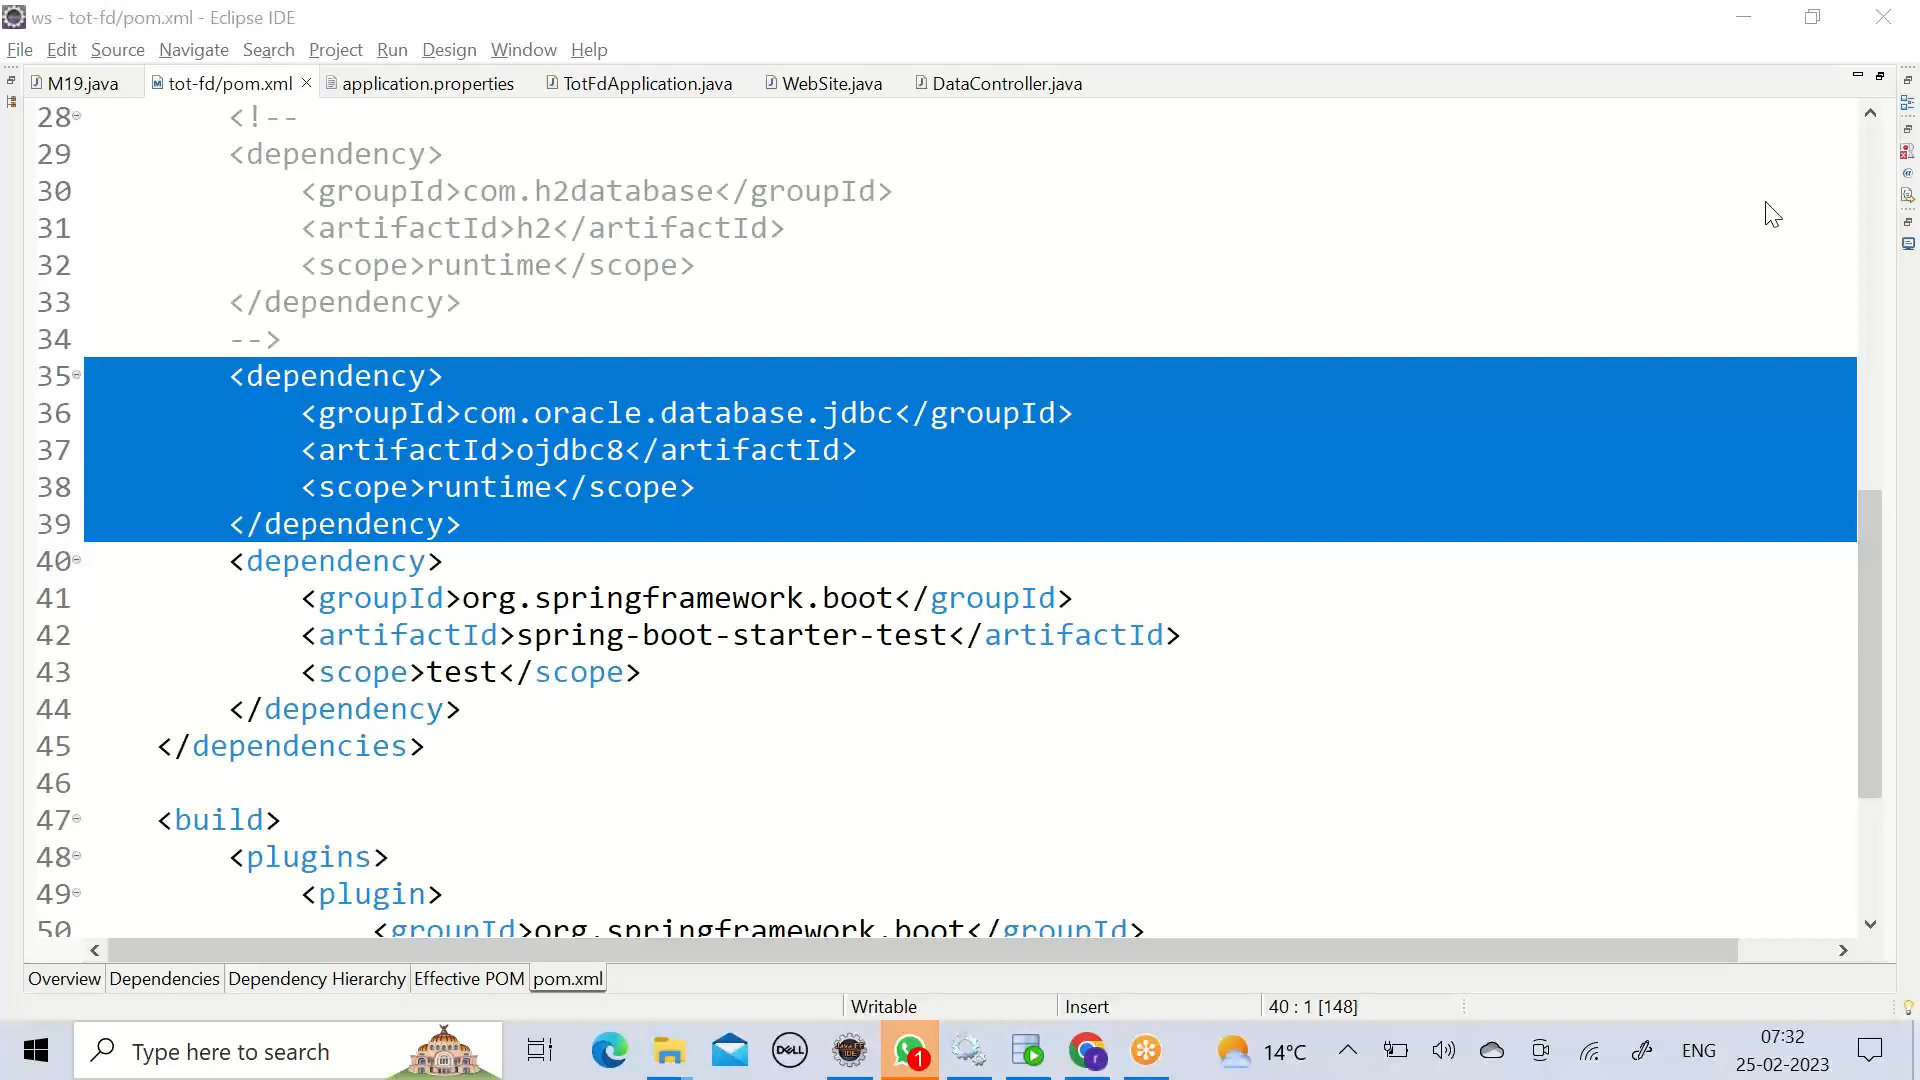 ws - tot-fd/pom.xml - Eclipse IDE
File Edit Source Navigate Search Project Run Design Window Help
M19.java tot-fd/pom.xml application.properties TotFdApplication.java WebSite.java DataController.java
28 <!--
29 <dependency>
30 <groupId>com.h2database</groupId>
31 <artifactId>h2</artifactId>
32 <scope>runtime</scope>
33 </dependency>
34 -->
35 <dependency>
36 <groupId>com.oracle.database.jdbc</groupId>
37 <artifactId>ojdbc8</artifactId>
38 <scope>runtime</scope>
39 </dependency>
40 <dependency>
41 <groupId>org.springframework.boot</groupId>
42 <artifactId>spring-boot-starter-test</artifactId>
43 <scope>test</scope>
44 </dependency>
45 </dependencies>
46
47 <build>
48 <plugins>
49 <plugin>
50 <groupId>org.springframework.boot</groupId>
Overview Dependencies Dependency Hierarchy Effective POM pom.xml
Writable Insert 40 : 1 [148]
Type here to search DELL JAVA EE IDE 1 r 14°C ENG 07:32
25-02-2023